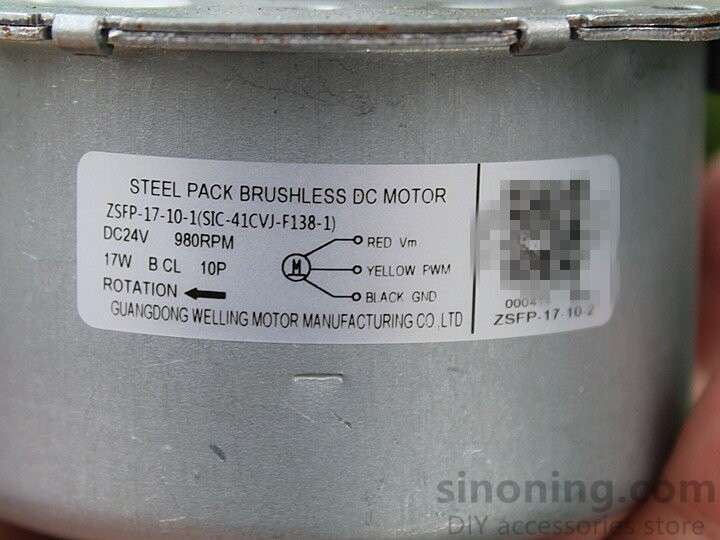 STEEL PACK BRUSHLESS DC MOTOR
ZSFP-17-10-1(SIC-41CVJ-F138-1)
DC24V 980RPM
17W B CL 10P
ROTATION
M
RED Vm
YELLOW PWM
BLACK GND
GUANGDONG WELLING MOTOR MANUFACTURING CO.,LTD
ZSFP-17-10-2
sinoning.com
DIY accessories store